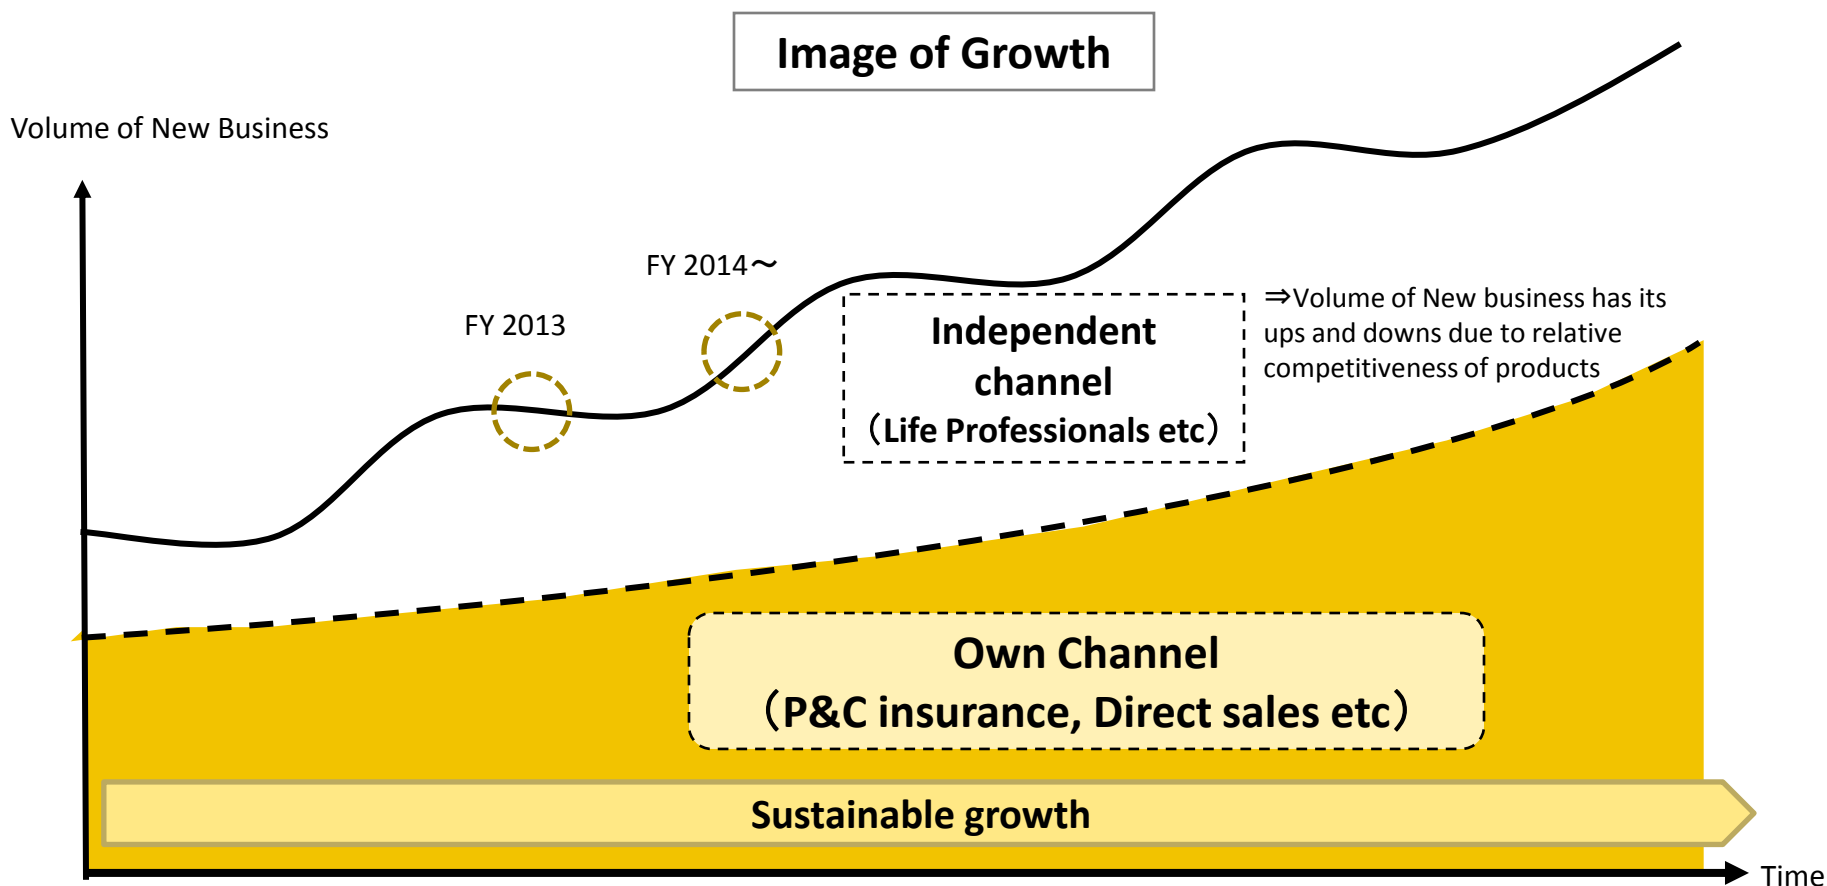 Image of Growth
Volume of New Business
FY 2014～
FY 2013
Independent
channel
（Life Professionals etc）
⇒Volume of New business has its
ups and downs due to relative
competitiveness of products
Own Channel
（P&C insurance, Direct sales etc）
Sustainable growth
Time